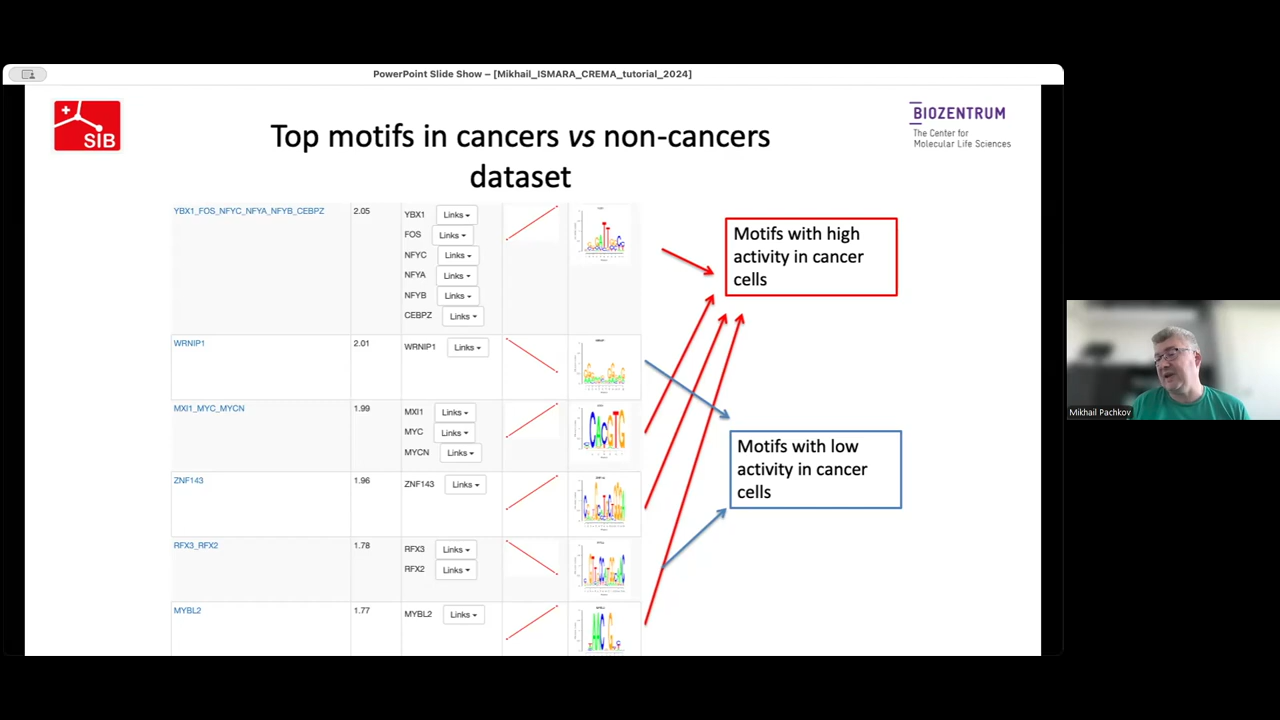 PowerPoint Slide Show – [Mikhail_ISMARA_CREMA_tutorial_2024]
SIB
BIOZENTRUM
The Center for
Molecular Life Sciences
Top motifs in cancers vs non-cancers
dataset
YBX1_FOS_NFYC_NFYA_NFYB_CEBPZ
2.05
YBX1 Links
FOS Links
NFYC Links
NFYA Links
NFYB Links
CEBPZ Links
WRNIP1
2.01
WRNIP1 Links
MXI1_MYC_MYCN
1.99
MXI1 Links
MYC Links
MYCN Links
CACGTG
ZNF143
1.96
ZNF143 Links
RFX3_RFX2
1.78
RFX3 Links
RFX2 Links
MYBL2
1.77
MYBL2 Links
Motifs with high
activity in cancer
cells
Motifs with low
activity in cancer
cells
Mikhail Pachkov